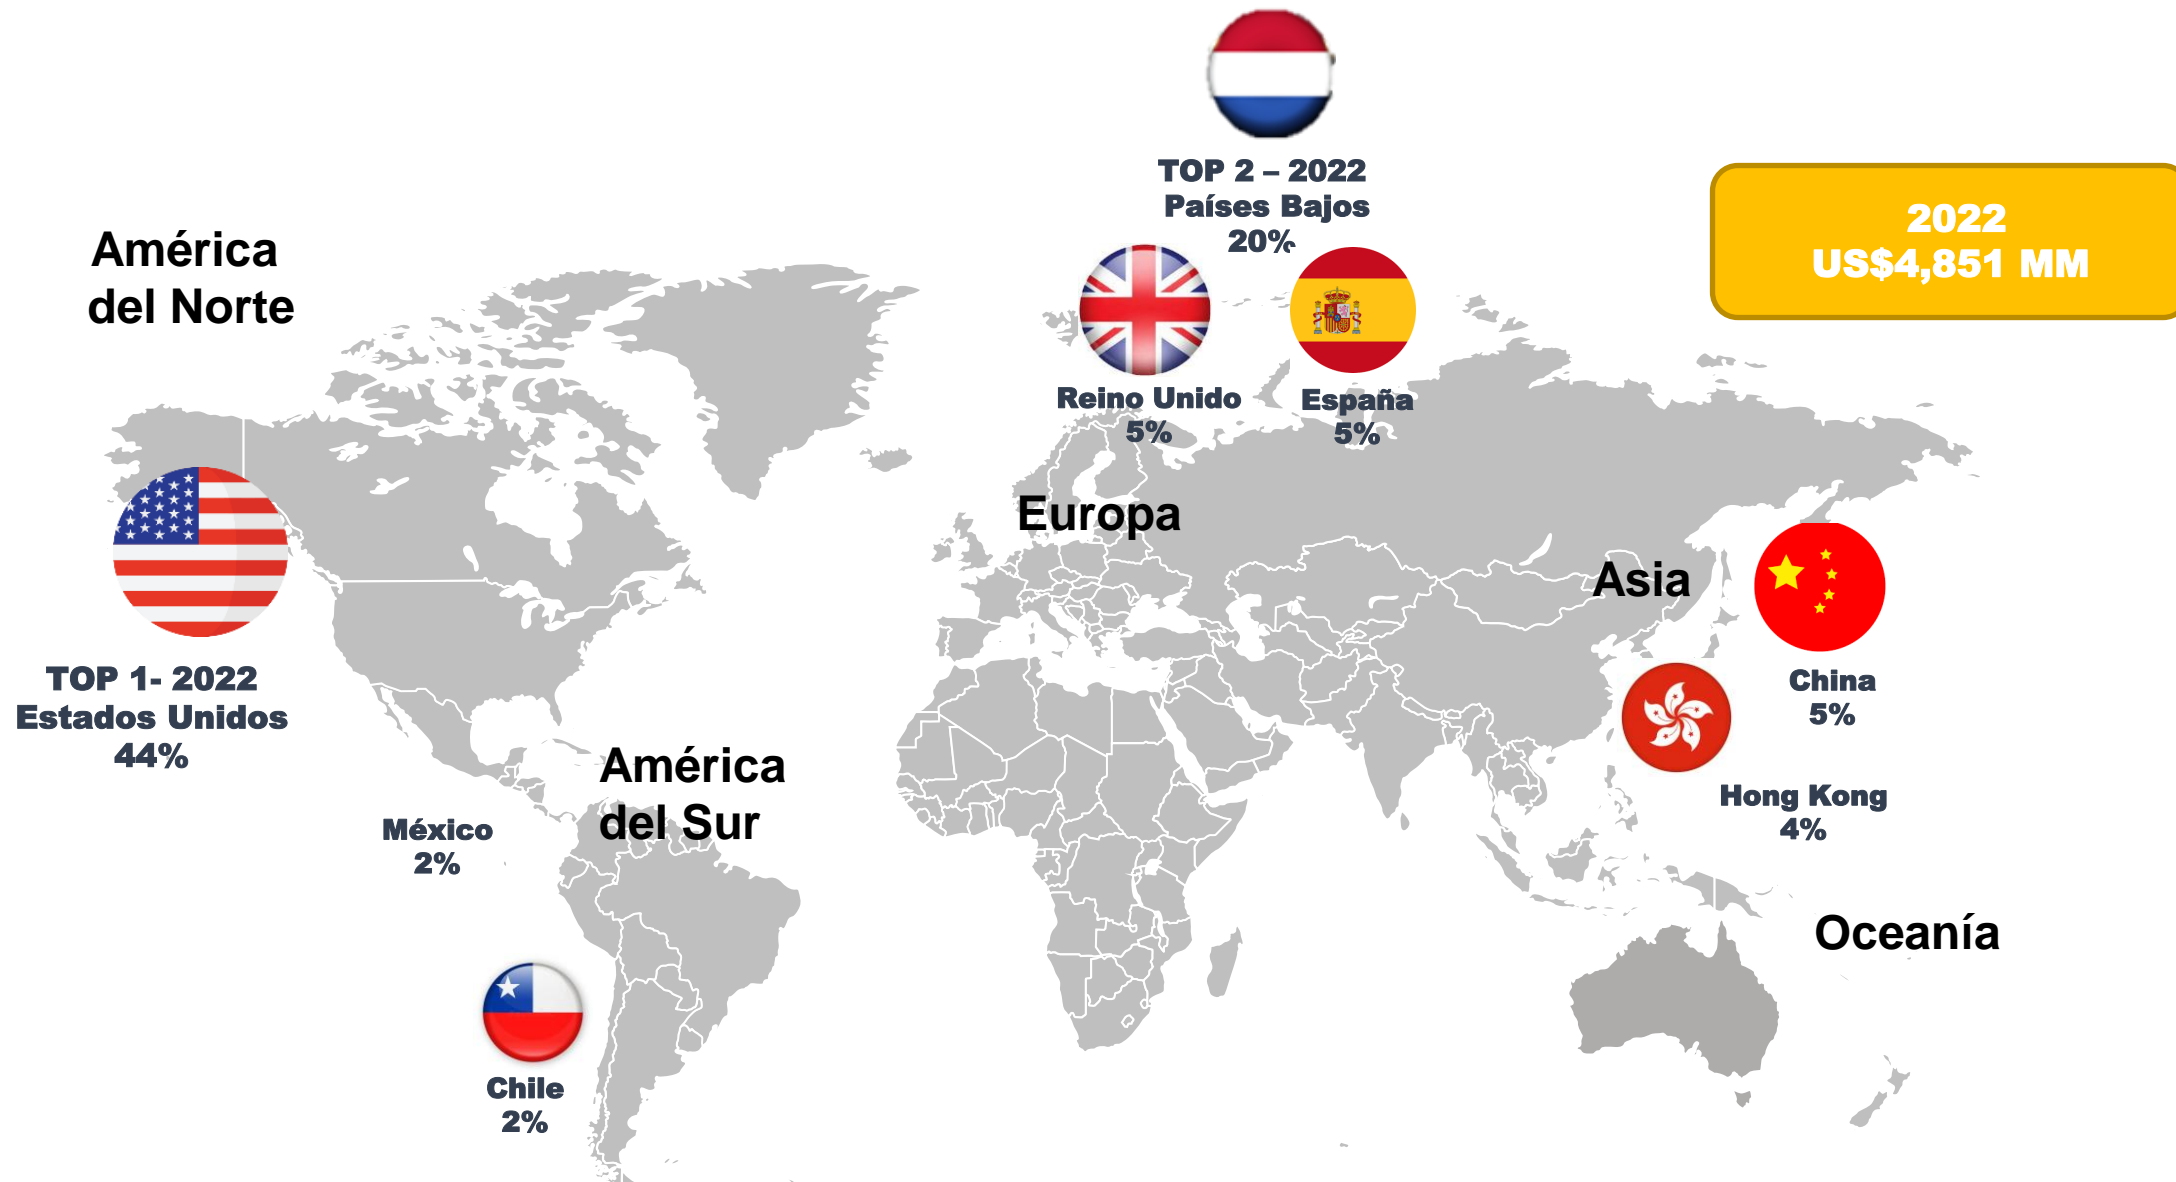 TOP 2 – 2022
Países Bajos
20%
2022
US$4,851 MM
América
del Norte
Reino Unido
5%
España
5%
Europa
Asia
TOP 1- 2022
Estados Unidos
44%
China
5%
América
del Sur
Hong Kong
4%
México
2%
Oceanía
Chile
2%